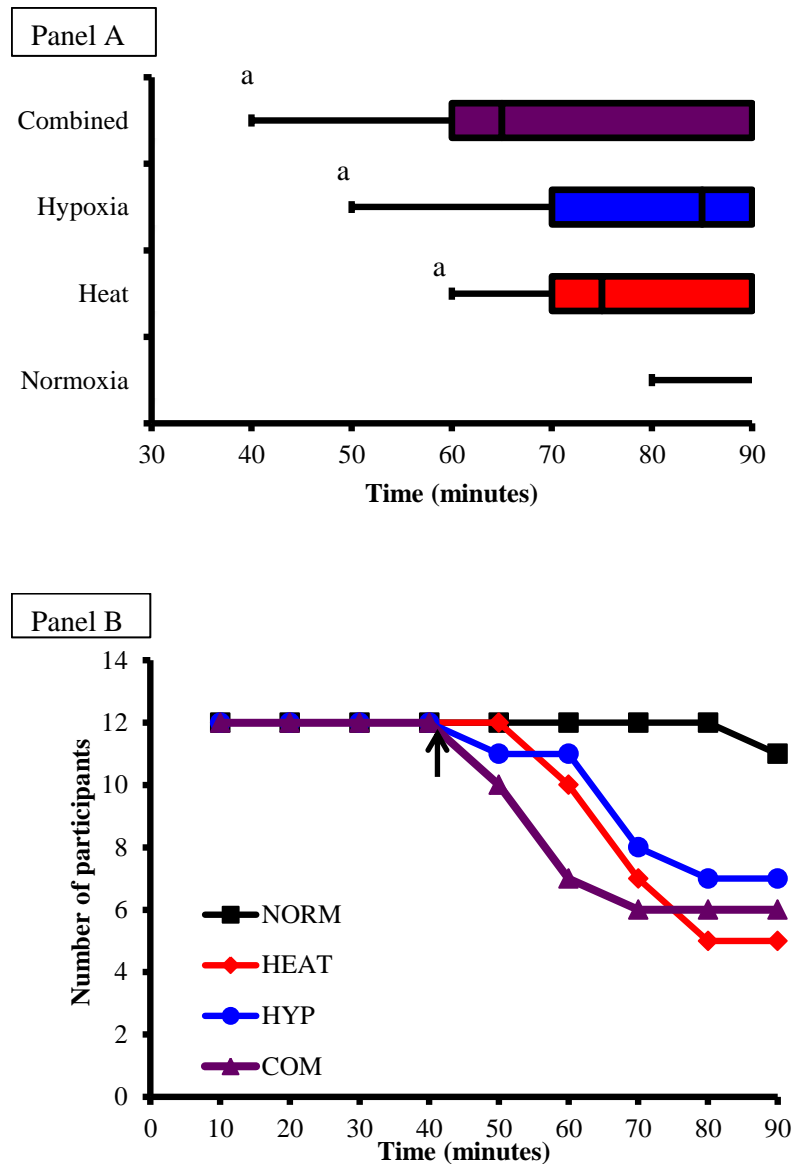 Panel A
a
Combined
a
Hypoxia
a
Heat
Normoxia
30 40 50 60 70 80 90
Time (minutes)
Panel B
14
12
10
8
6
4
2
0
Number of participants
NORM
HEAT
HYP
COM
0 10 20 30 40 50 60 70 80 90
Time (minutes)